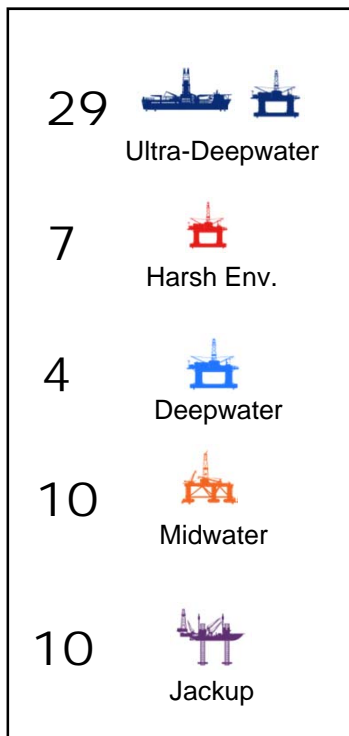 29
Ultra-Deepwater
7
Harsh Env.
4
Deepwater
10
Midwater
10
Jackup